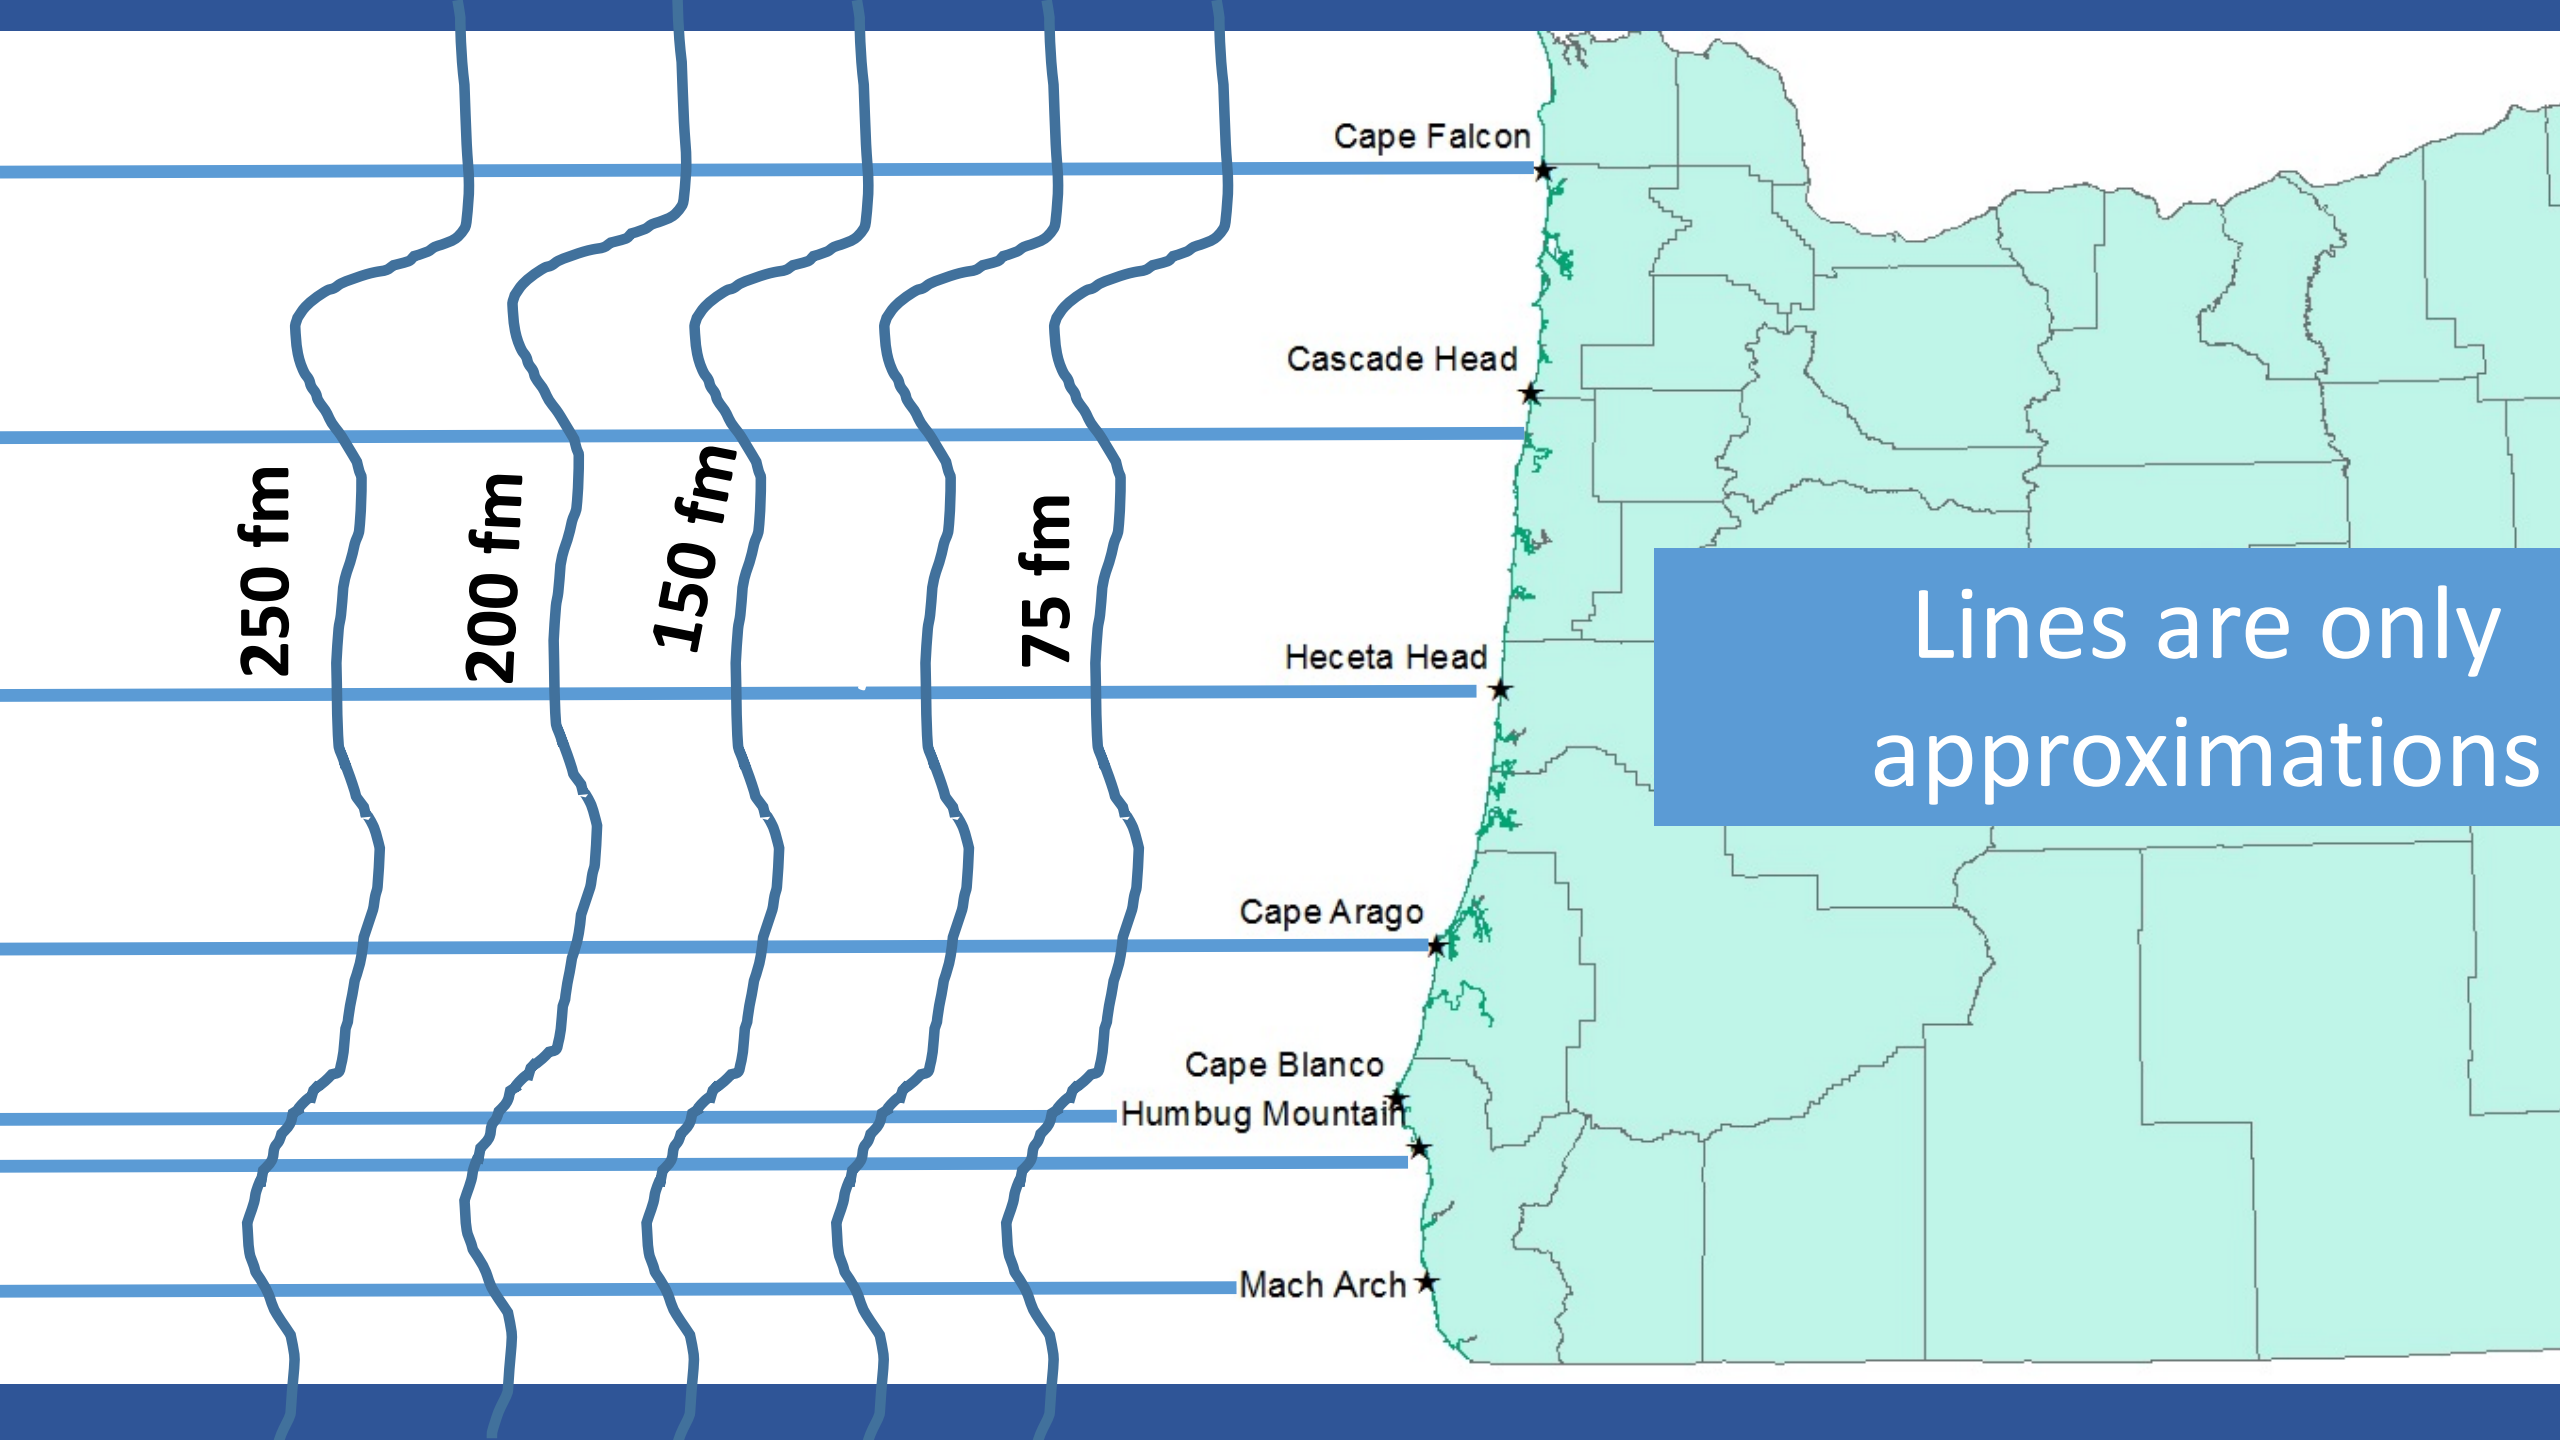 Cape Falcon
Cascade Head
250 fm
200 fm
150 fm
75 fm
Heceta Head
Lines are only
approximations
Cape Arago
Cape Blanco
Humbug Mountain
Mach Arch